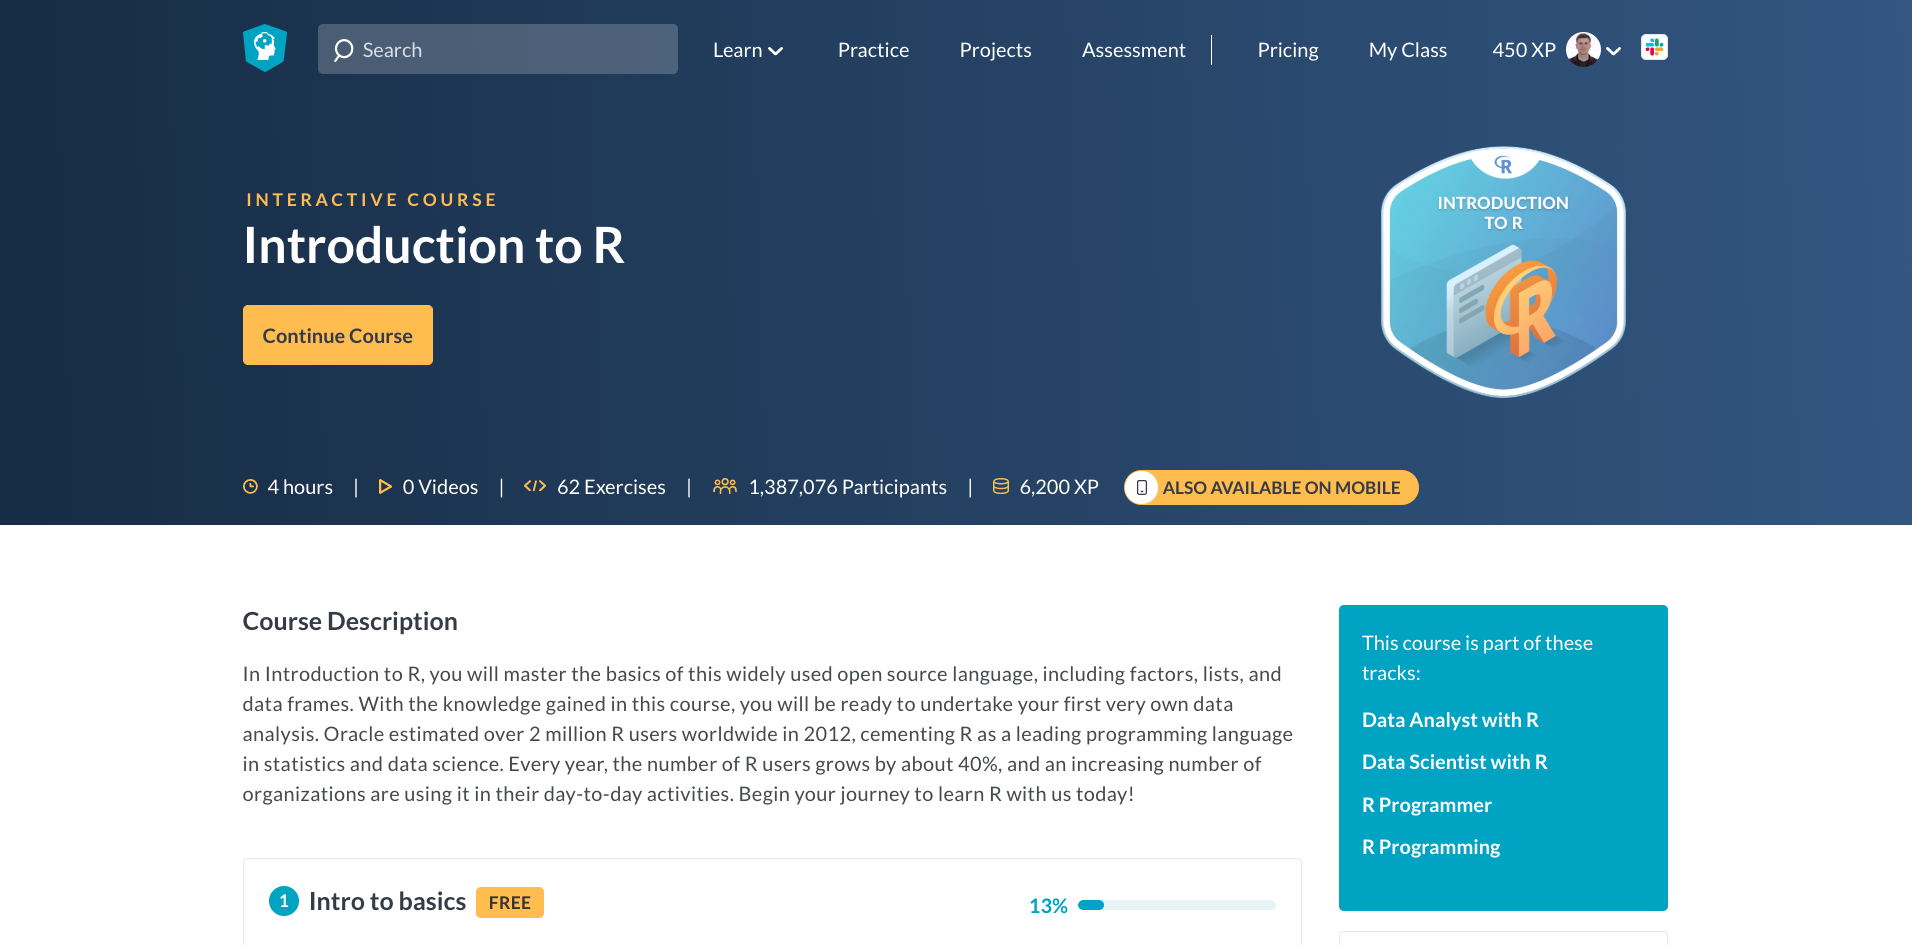 Search
Learn
Practice
Projects
Assessment
Pricing
My Class
450 XP
INTERACTIVE COURSE
Introduction to R
Continue Course
R
INTRODUCTION
TO R
R
4 hours | 0 Videos | 62 Exercises | 1,387,076 Participants | 6,200 XP
ALSO AVAILABLE ON MOBILE
Course Description
In Introduction to R, you will master the basics of this widely used open source language, including factors, lists, and
data frames. With the knowledge gained in this course, you will be ready to undertake your first very own data
analysis. Oracle estimated over 2 million R users worldwide in 2012, cementing R as a leading programming language
in statistics and data science. Every year, the number of R users grows by about 40%, and an increasing number of
organizations are using it in their day-to-day activities. Begin your journey to learn R with us today!
This course is part of these
tracks:
Data Analyst with R
Data Scientist with R
R Programmer
R Programming
1 Intro to basics FREE
13%